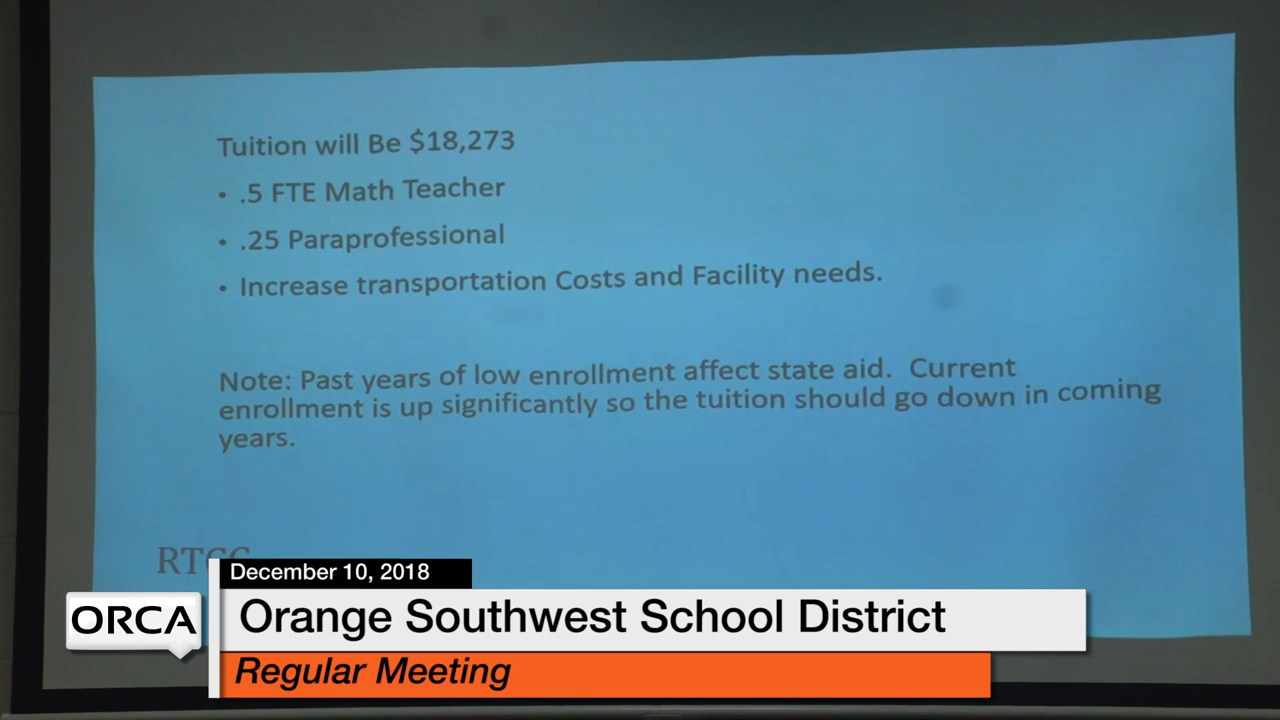 Tuition will Be $18,273
• .5 FTE Math Teacher
• .25 Paraprofessional
• Increase transportation Costs and Facility needs.
Note: Past years of low enrollment affect state aid. Current
enrollment is up significantly so the tuition should go down in coming
years.
RTCC
December 10, 2018
ORCA
Orange Southwest School District
Regular Meeting